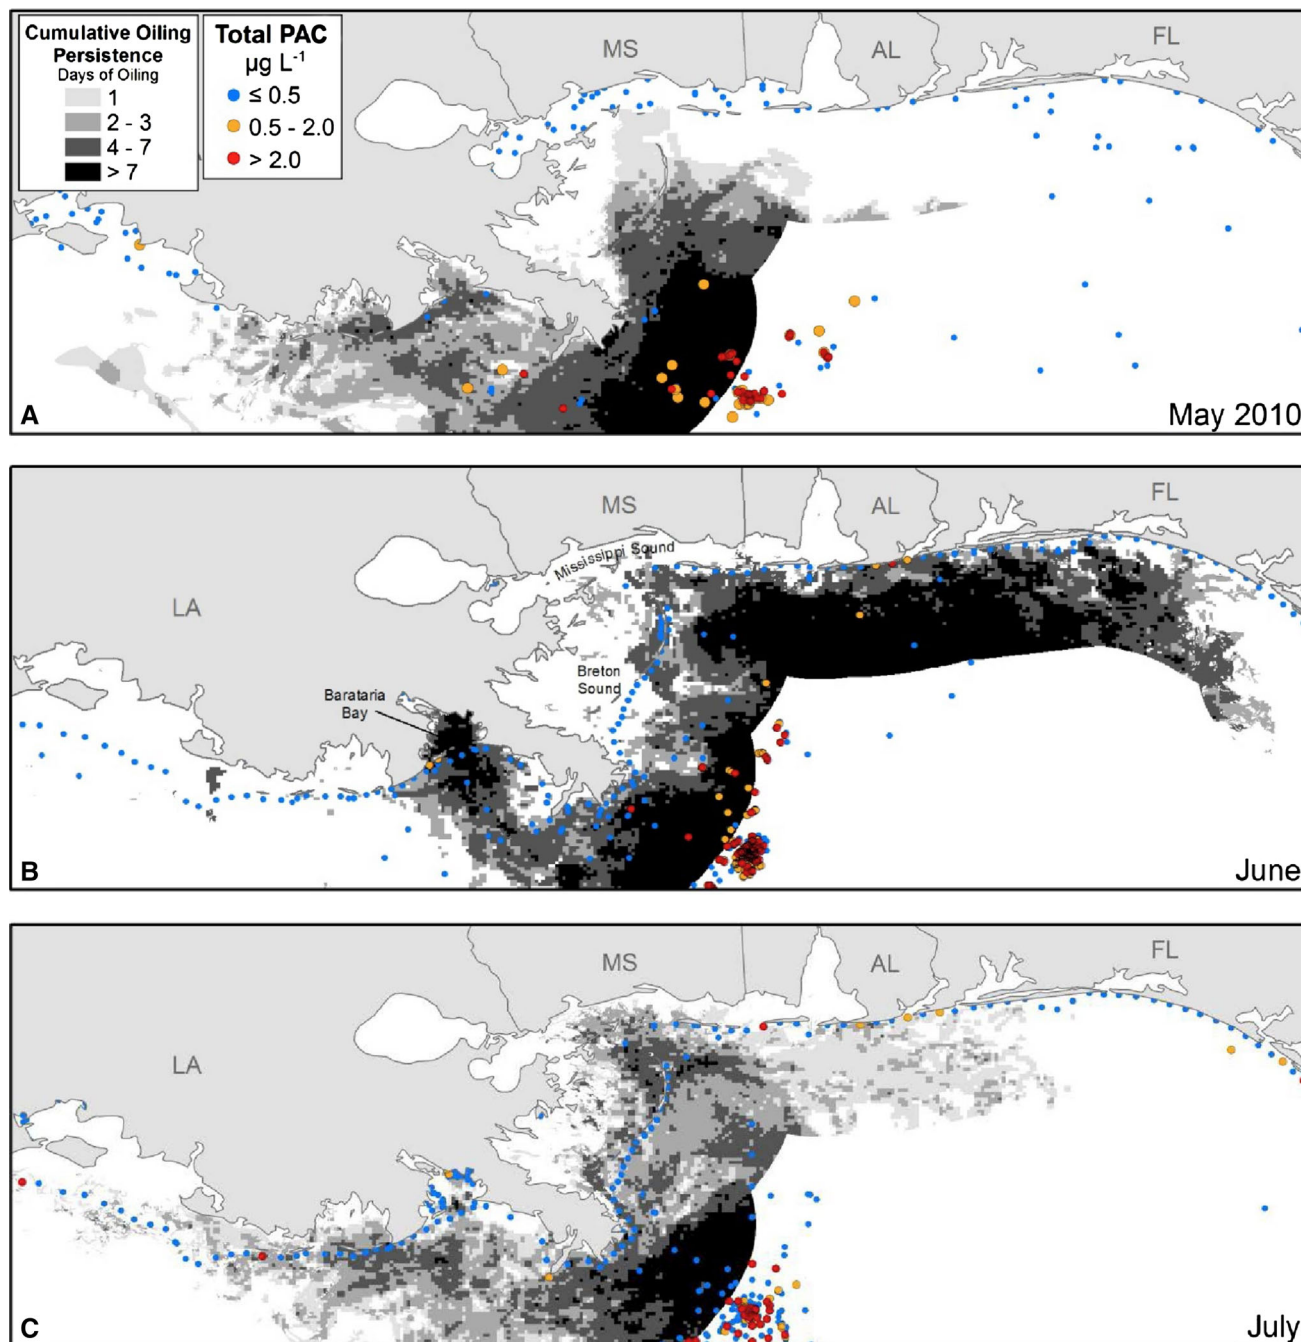 Cumulative Oiling
Persistence
Days of Oiling
1
2 - 3
4 - 7
> 7
Total PAC
µg L-1
≤ 0.5
0.5 - 2.0
> 2.0
MS
AL
FL
A
May 2010
MS
AL
FL
Mississippi Sound
LA
Breton
Sound
Barataria
Bay
B
June
MS
AL
FL
LA
C
July